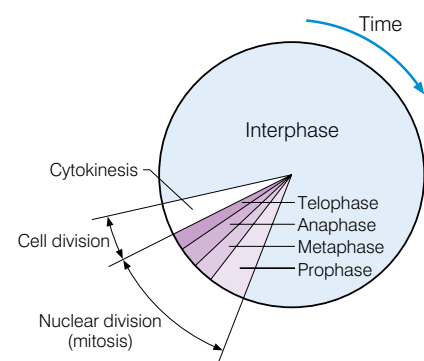 Time
Interphase
Cytokinesis
Telophase
Anaphase
Metaphase
Prophase
Cell division
Nuclear division
(mitosis)